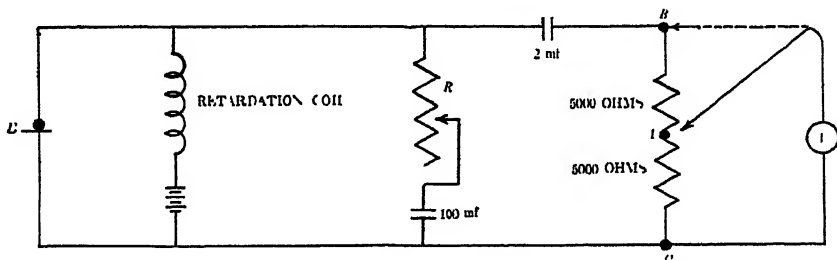 B
2 mf
R
RETARDATION COIL
5000 OHMS
E
1
5000 OHMS
100 mf
C